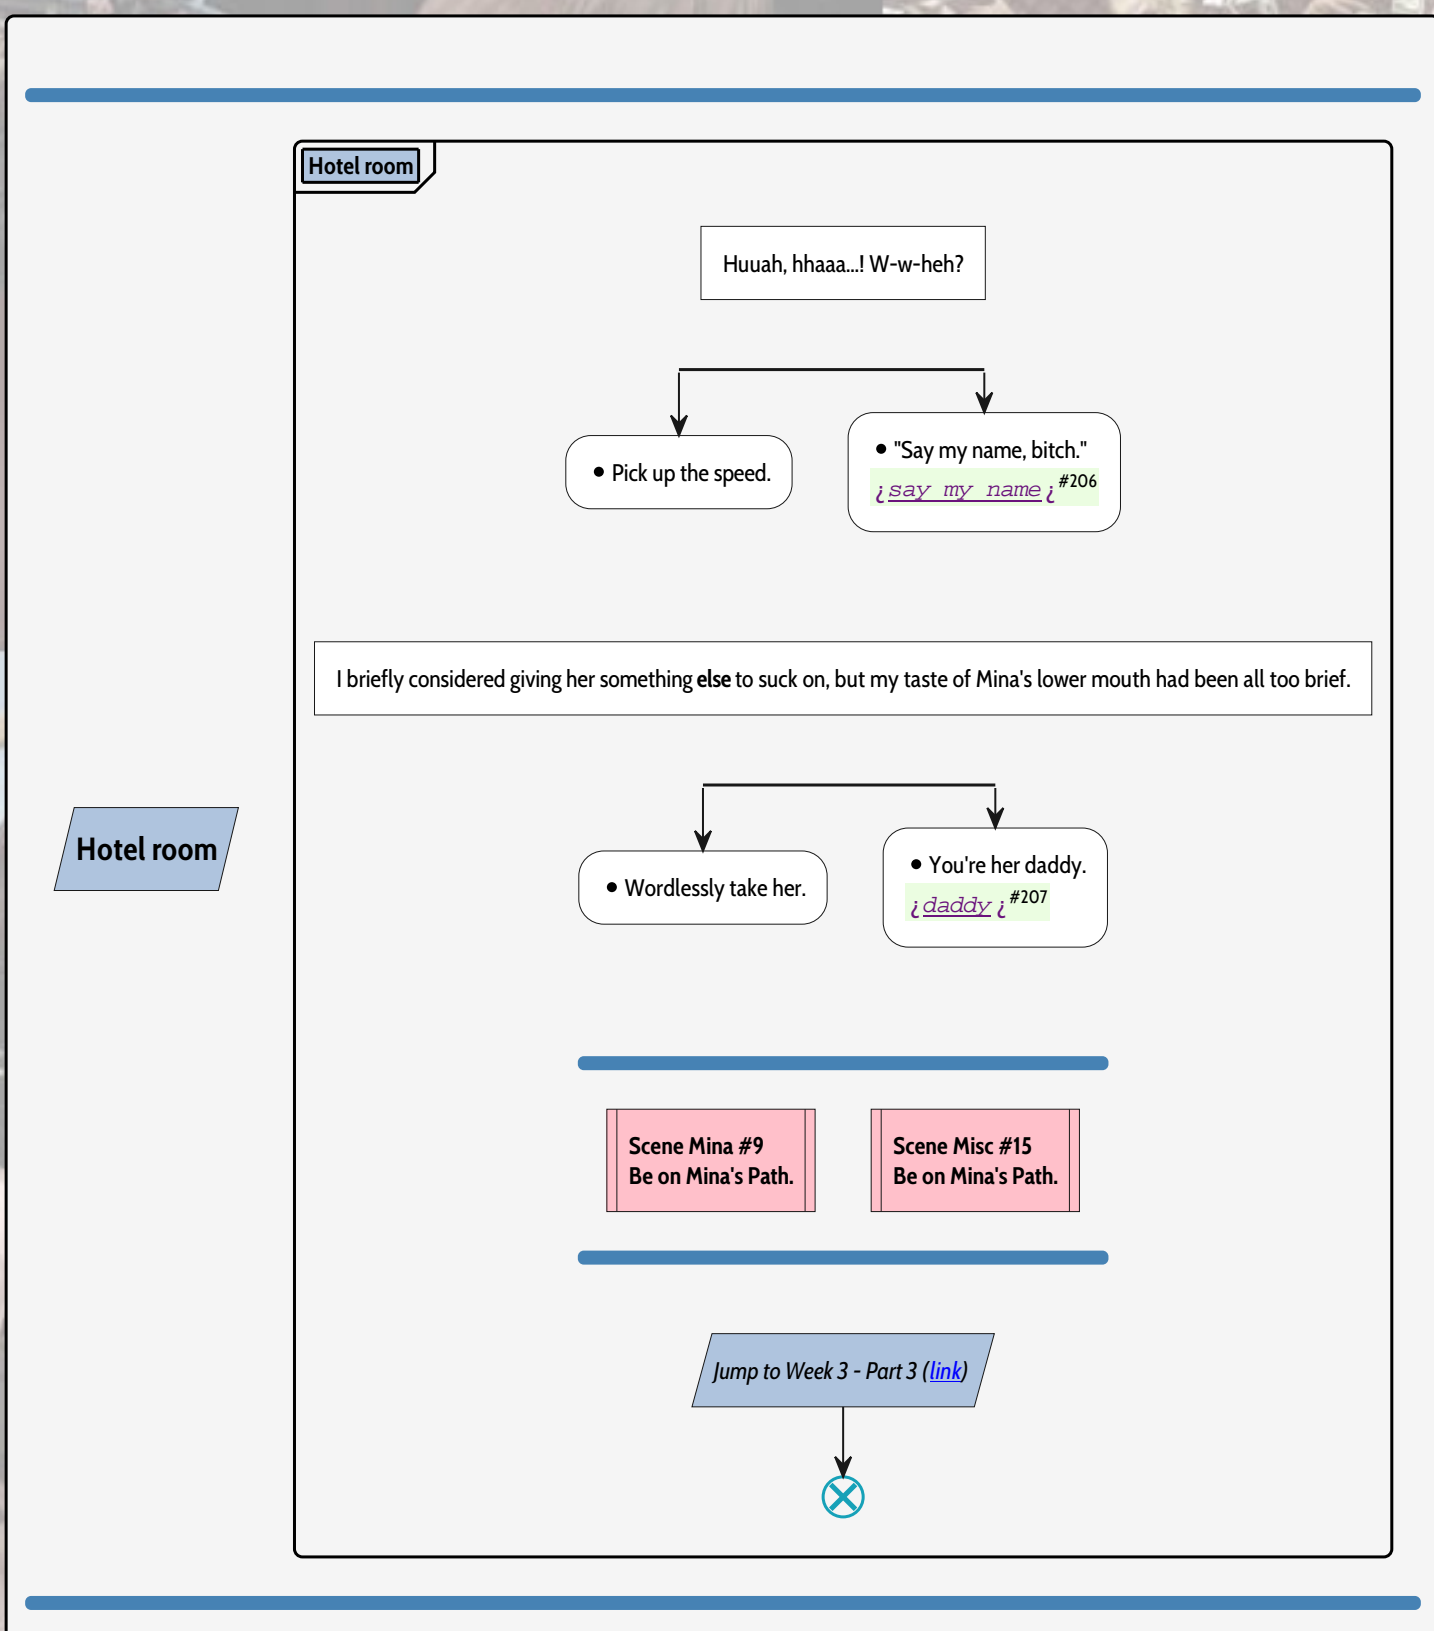 Hotel room
Huuah, hhaaa...! W-w-heh?
• Pick up the speed.
• "Say my name, bitch."
¿say my name¿#206
I briefly considered giving her something else to suck on, but my taste of Mina's lower mouth had been all too brief.
Hotel room
• Wordlessly take her.
• You're her daddy.
¿daddy¿#207
Scene Mina #9
Be on Mina's Path.
Scene Misc #15
Be on Mina's Path.
Jump to Week 3 - Part 3 (link)